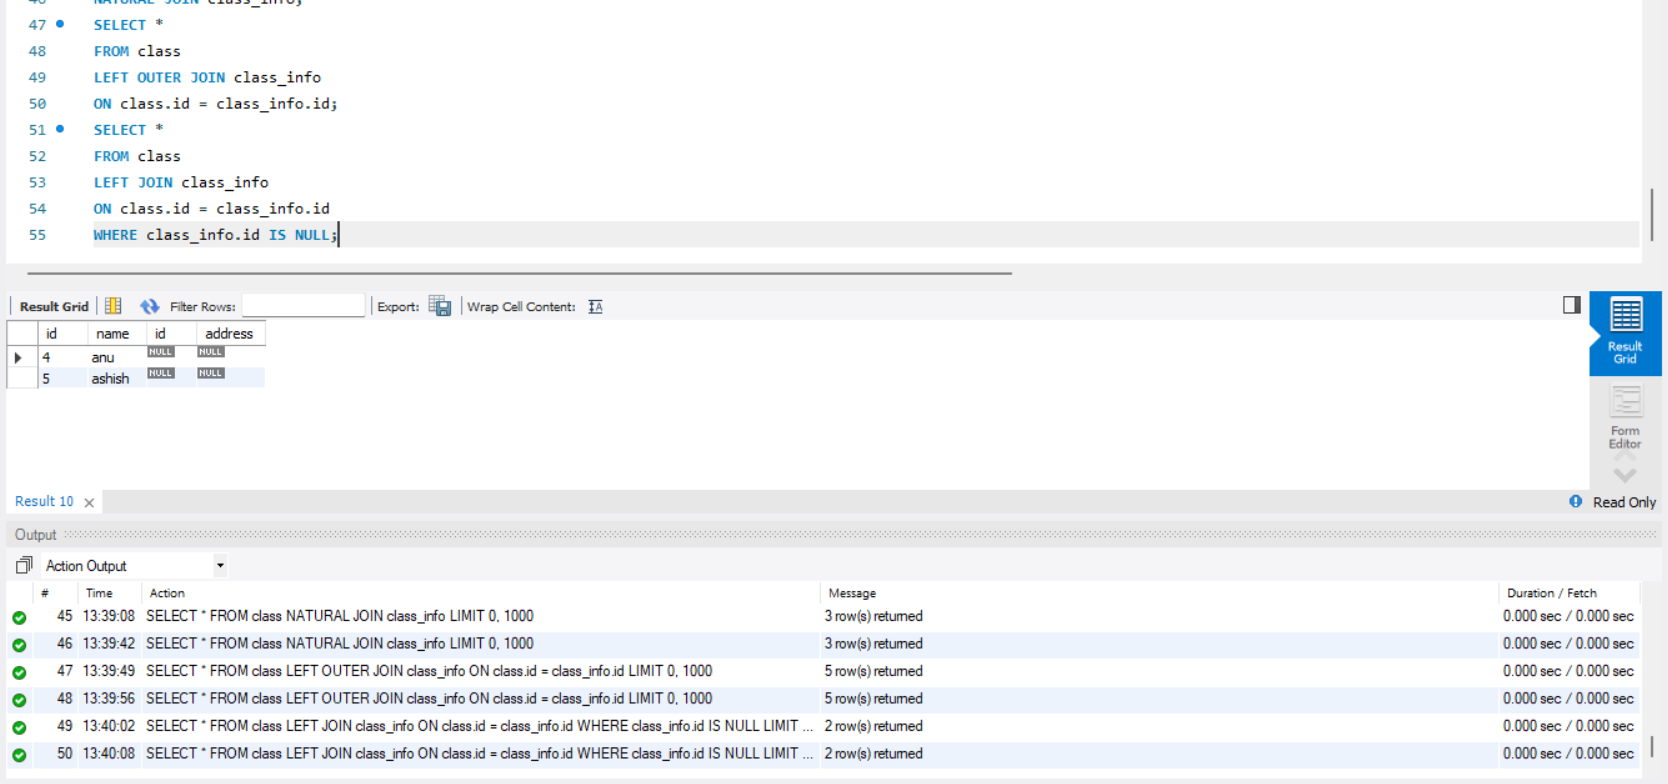 46 NATURAL JOIN class_info;
47 SELECT *
48 FROM class
49 LEFT OUTER JOIN class_info
50 ON class.id = class_info.id;
51 SELECT *
52 FROM class
53 LEFT JOIN class_info
54 ON class.id = class_info.id
55 WHERE class_info.id IS NULL;
Result Grid Filter Rows: Export: Wrap Cell Content: IA
id name id address
4 anu NULL NULL
5 ashish NULL NULL
Result Grid
Form Editor
Result 10 × Read Only
Output
Action Output
# Time Action Message Duration / Fetch
45 13:39:08 SELECT * FROM class NATURAL JOIN class_info LIMIT 0, 1000 3 row(s) returned 0.000 sec / 0.000 sec
46 13:39:42 SELECT * FROM class NATURAL JOIN class_info LIMIT 0, 1000 3 row(s) returned 0.000 sec / 0.000 sec
47 13:39:49 SELECT * FROM class LEFT OUTER JOIN class_info ON class.id = class_info.id LIMIT 0, 1000 5 row(s) returned 0.000 sec / 0.000 sec
48 13:39:56 SELECT * FROM class LEFT OUTER JOIN class_info ON class.id = class_info.id LIMIT 0, 1000 5 row(s) returned 0.000 sec / 0.000 sec
49 13:40:02 SELECT * FROM class LEFT JOIN class_info ON class.id = class_info.id WHERE class_info.id IS NULL LIMIT ... 2 row(s) returned 0.000 sec / 0.000 sec
50 13:40:08 SELECT * FROM class LEFT JOIN class_info ON class.id = class_info.id WHERE class_info.id IS NULL LIMIT ... 2 row(s) returned 0.000 sec / 0.000 sec